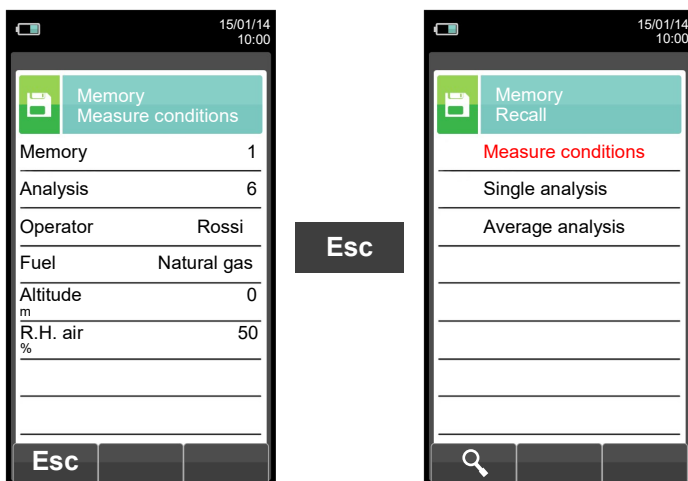 15/01/14
10:00
Memory
Measure conditions
Memory 1
Analysis 6
Operator Rossi
Fuel Natural gas
Altitude 0
m
R.H. air 50
%
Esc
Esc
15/01/14
10:00
Memory
Recall
Measure conditions
Single analysis
Average analysis